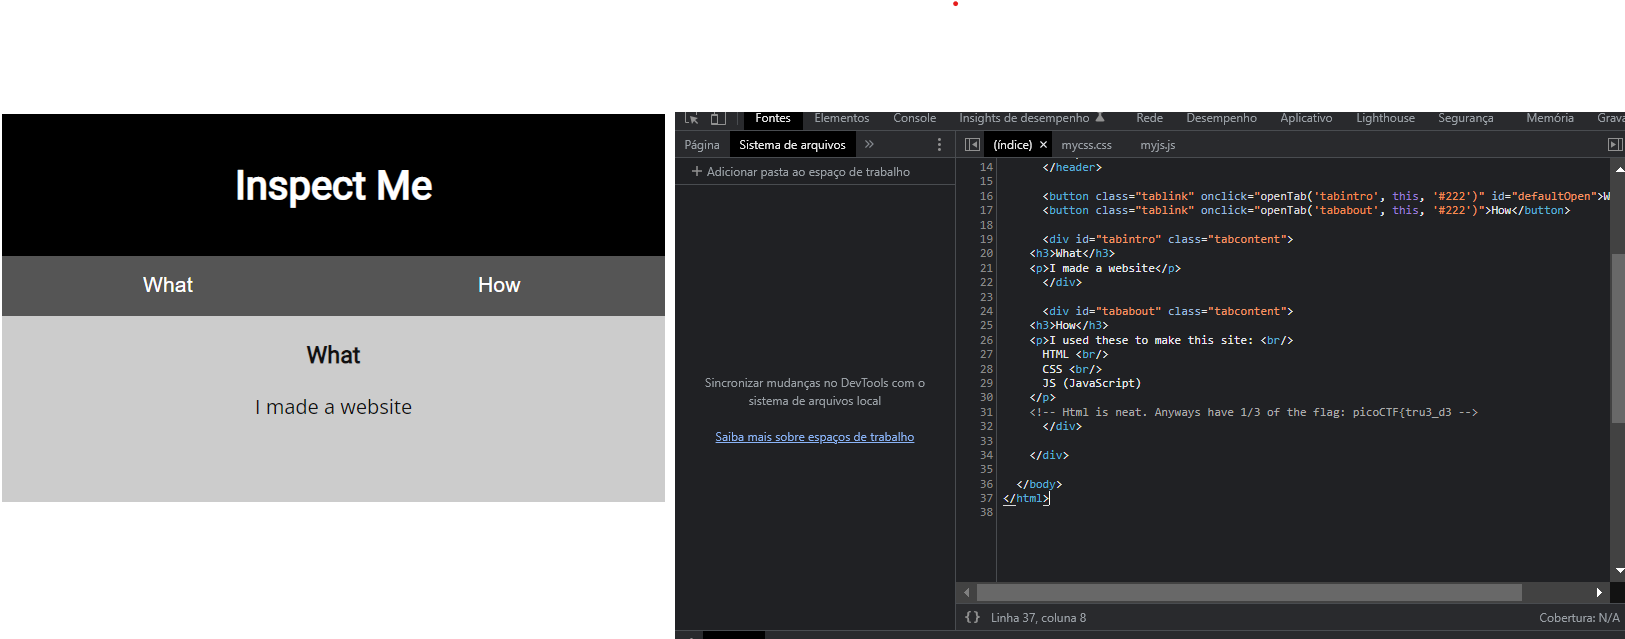 Inspect Me
What How
What
I made a website
Fontes Elementos Console Insights de desempenho Rede Desempenho Aplicativo Lighthouse Segurança Memória Grava
Página Sistema de arquivos »
+ Adicionar pasta ao espaço de trabalho
Sincronizar mudanças no DevTools com o
sistema de arquivos local
Saiba mais sobre espaços de trabalho
(índice) × mycss.css myjs.js
14 </header>
15
16 <button class="tablink" onclick="openTab('tabintro', this, '#222')" id="defaultOpen">W
17 <button class="tablink" onclick="openTab('tababout', this, '#222')">How</button>
18
19 <div id="tabintro" class="tabcontent">
20 <h3>What</h3>
21 <p>I made a website</p>
22 </div>
23
24 <div id="tababout" class="tabcontent">
25 <h3>How</h3>
26 <p>I used these to make this site: <br/>
27 HTML <br/>
28 CSS <br/>
29 JS (JavaScript)
30 </p>
31 <!-- Html is neat. Anyways have 1/3 of the flag: picoCTF{tru3_d3 -->
32 </div>
33
34 </div>
35
36 </body>
37 </html>
38
{} Linha 37, coluna 8 Cobertura: N/A